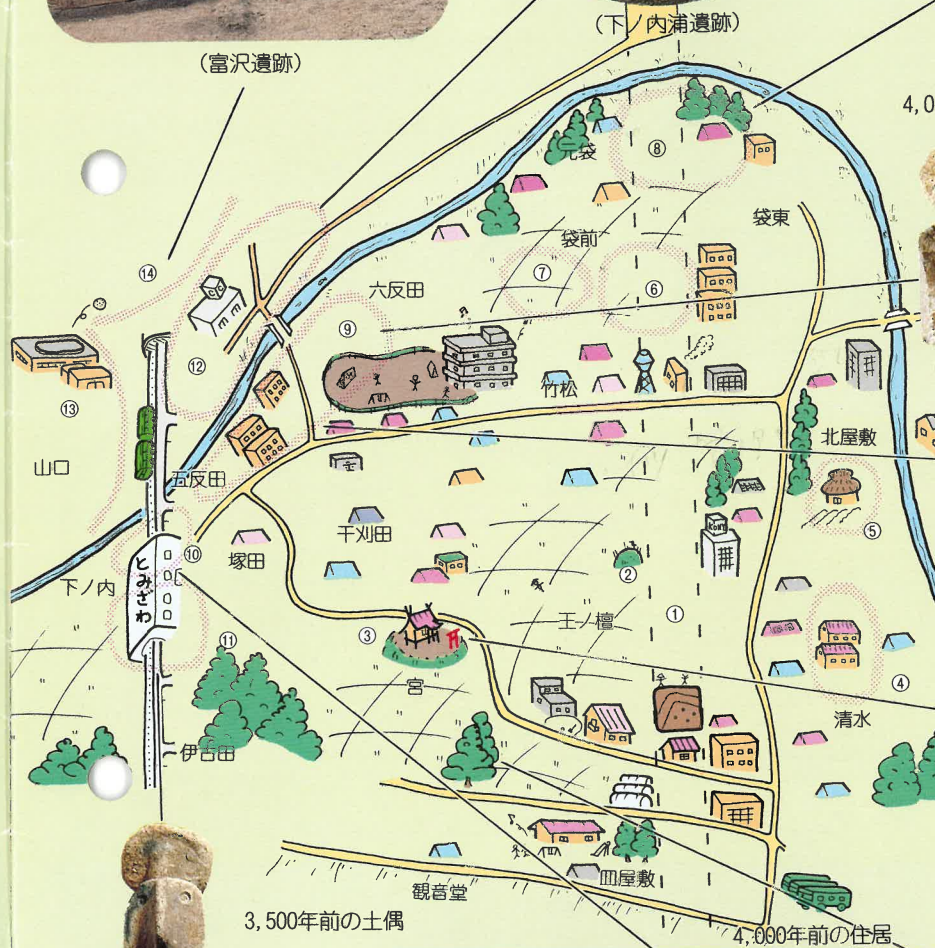 (富沢遺跡)
(下ノ内浦遺跡)
4,0
元袋
⑧
袋東
袋前
⑭
⑦
⑥
六反田
⑨
⑫
⑬
竹松
山口
北屋敷
五反田
⑤
⑩
とみざわ
塚田
干刈田
下ノ内
②
①
王ノ檀
③
⑪
宮
④
清水
伊古田
皿屋敷
観音堂
3,500年前の土偶
4,000年前の住居